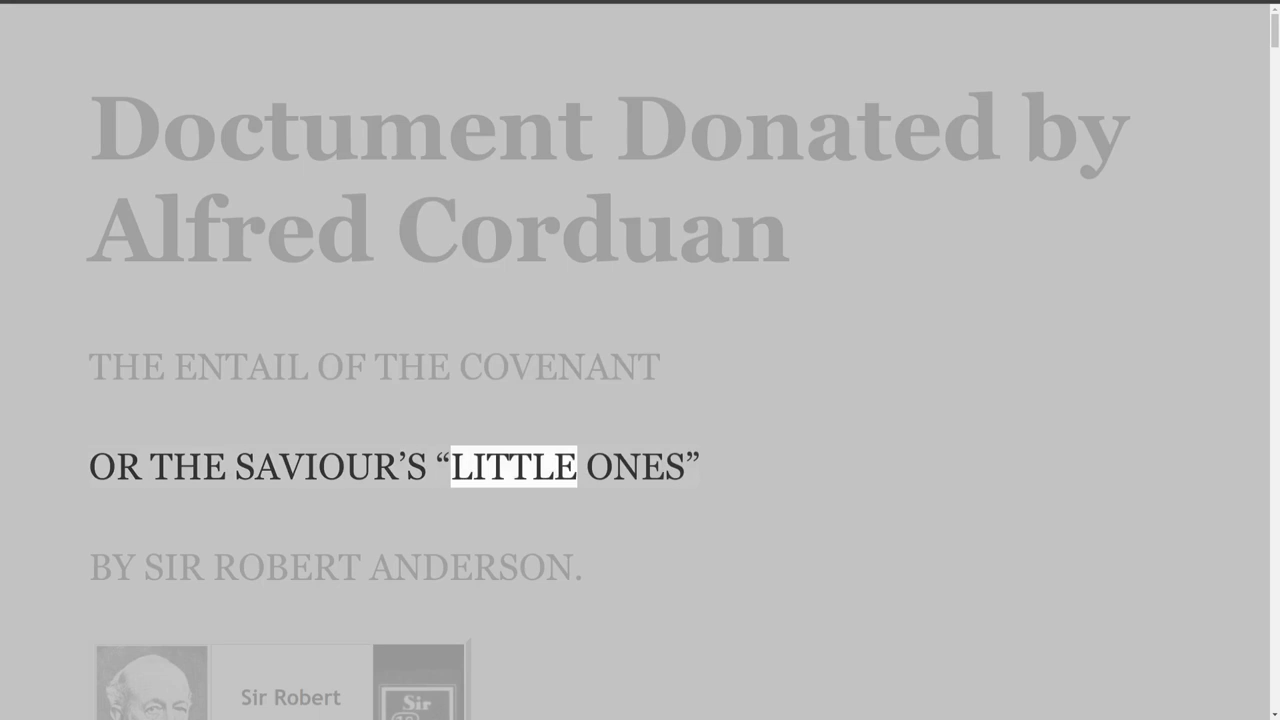 Doctument Donated by
Alfred Corduan
THE ENTAIL OF THE COVENANT
OR THE SAVIOUR’S “LITTLE ONES”
BY SIR ROBERT ANDERSON.
Sir Robert
Sir